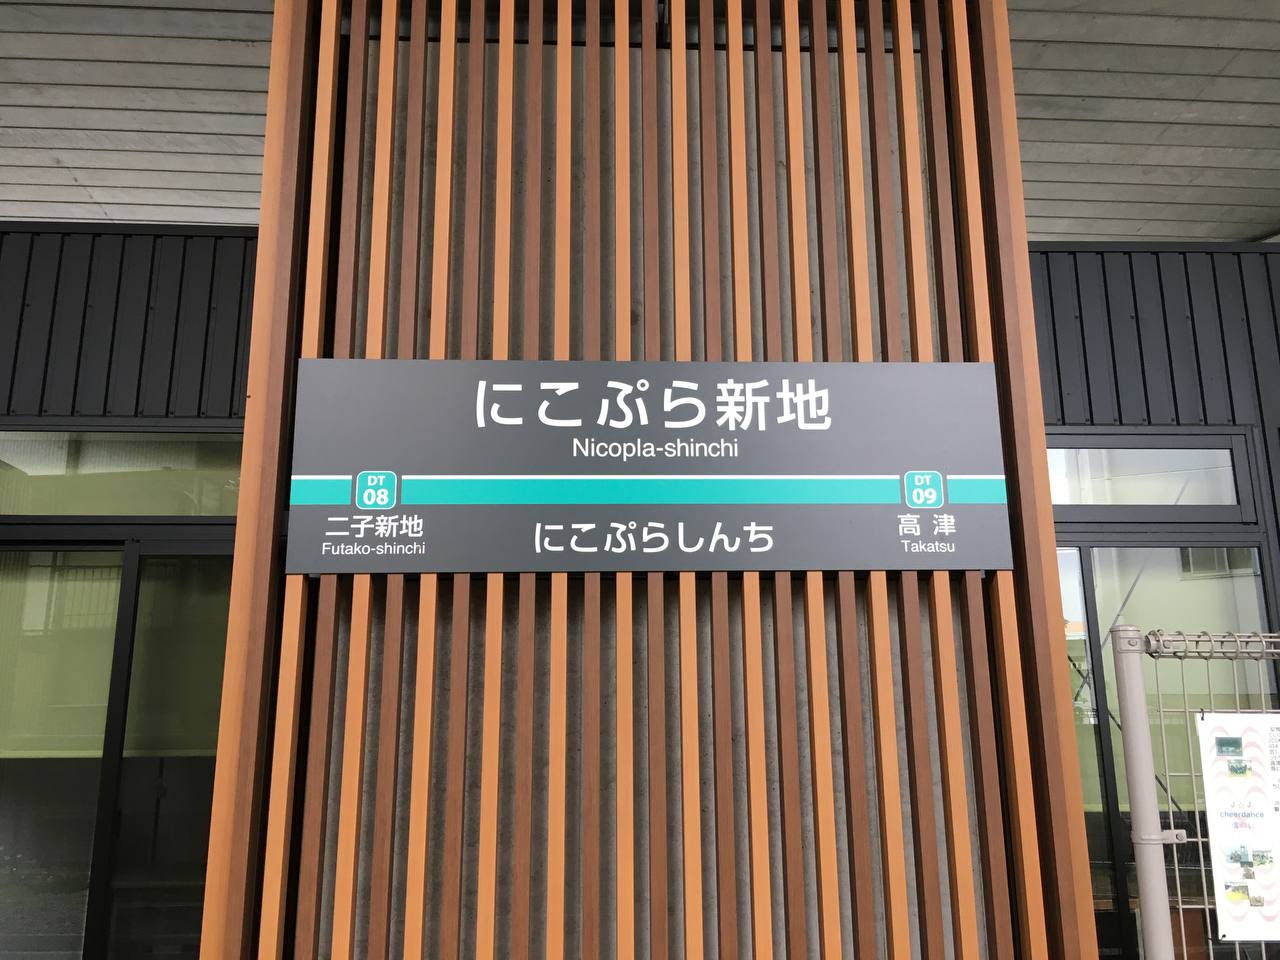 にこぷら新地
Nicopla-shinchi
DT
08
DT
09
二子新地
Futako-shinchi
にこぷらしんち
高津
Takatsu
J☆J
cheerdance